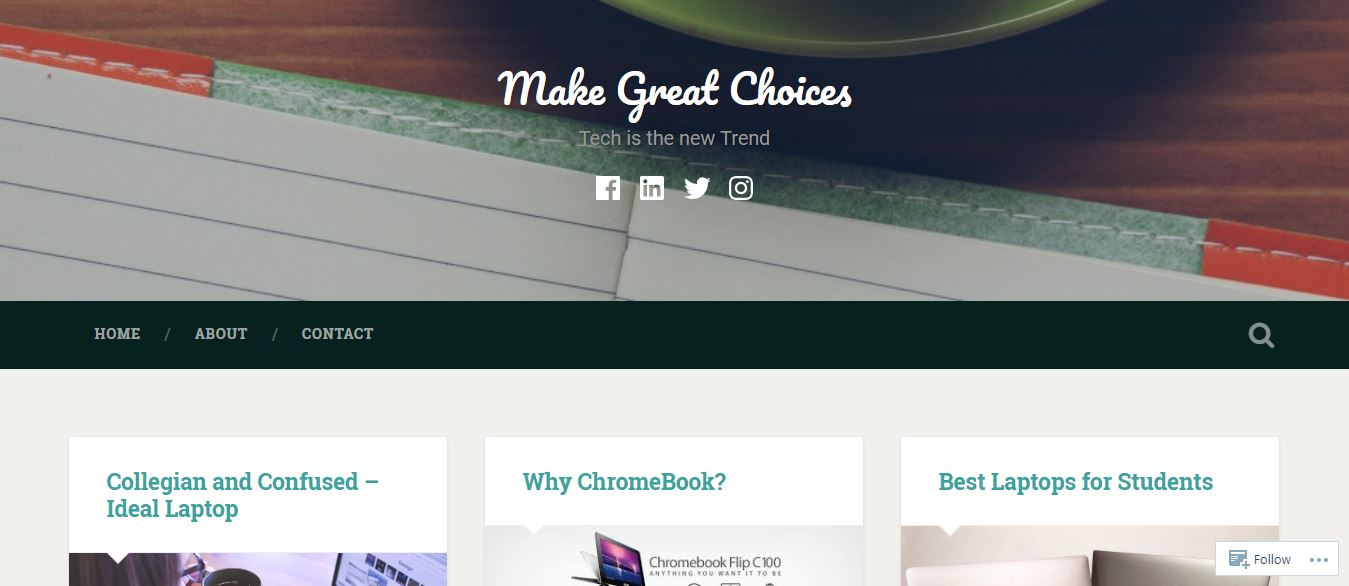 Make Great Choices
Tech is the new Trend
HOME / ABOUT / CONTACT
Collegian and Confused –
Ideal Laptop
Why ChromeBook?
Best Laptops for Students
Chromebook Flip C100
ANYTHING YOU WANT IT TO BE
Follow